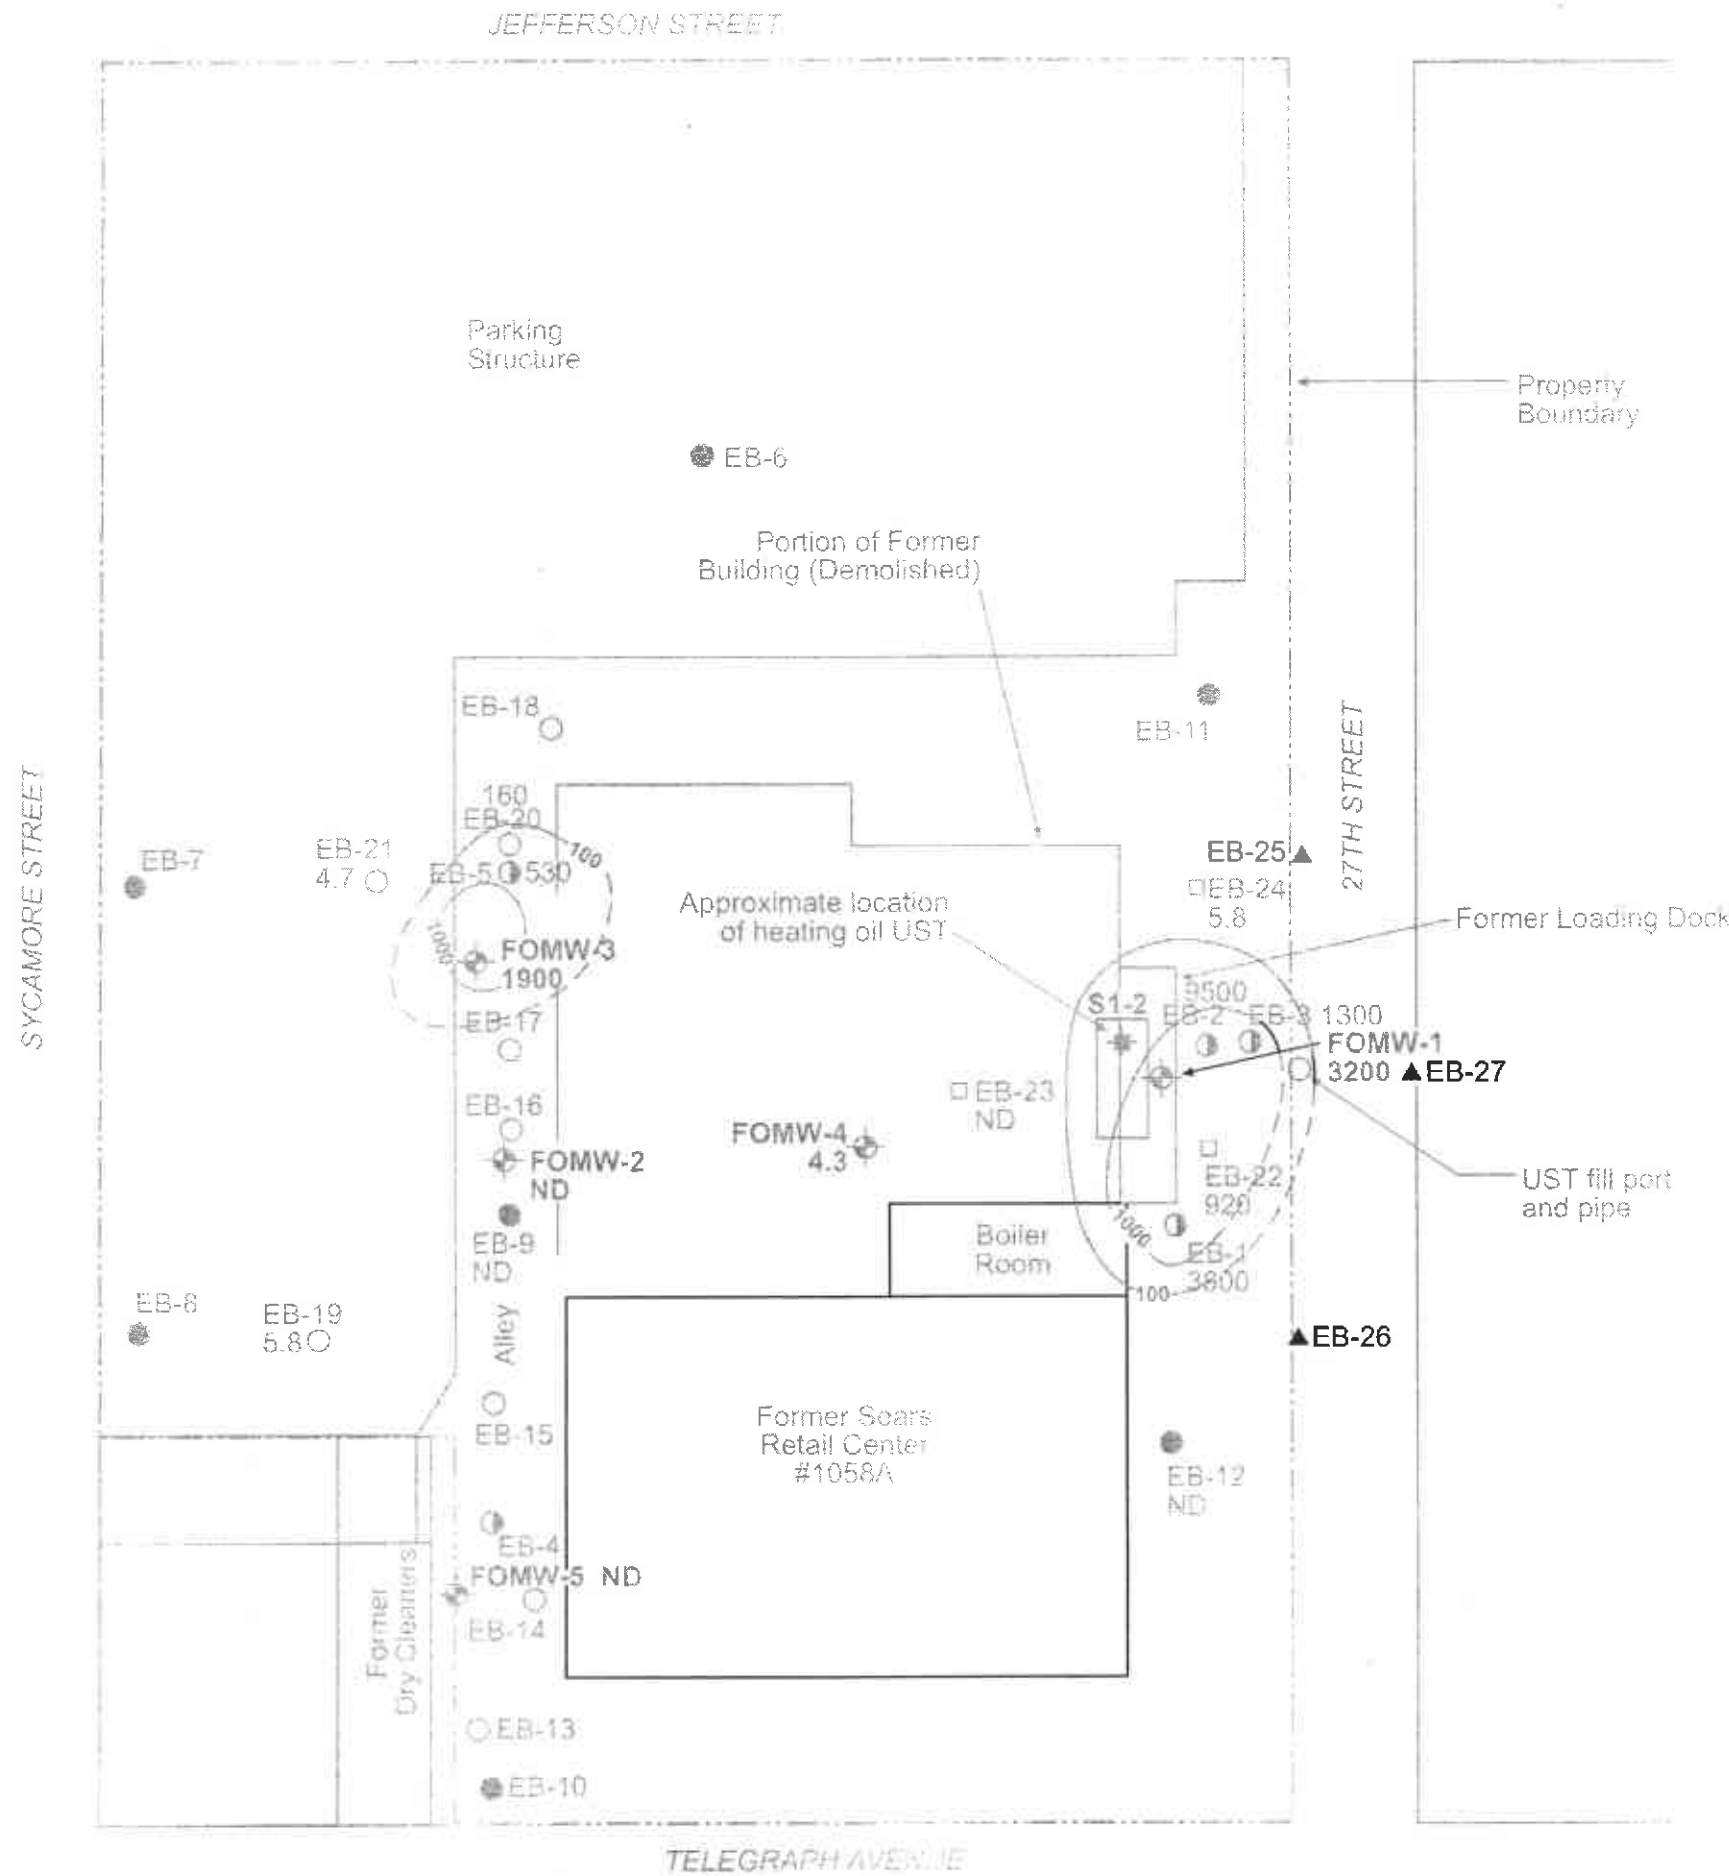 JEFFERSON STREET
Parking
Structure
Property
Boundary
EB-6
Portion of Former
Building (Demolished)
EB-18
EB-11
27TH STREET
SYCAMORE STREET
160
EB-20
100
EB-7
EB-21
4.7
EB-5
530
EB-25
EB-24
5.8
Approximate location
of heating oil UST
Former Loading Dock
1000
FOMW-3
1900
EB-17
S1-2
9500
EB-2
EB-3
1300
FOMW-1
3200
EB-27
EB-23
ND
EB-16
FOMW-4
4.3
FOMW-2
ND
EB-22
920
UST fill port
and pipe
EB-9
ND
1000
Boiler
Room
EB-1
3800
100
EB-8
EB-19
5.8
Alley
EB-26
EB-15
Former Sears
Retail Center
#1058A
EB-12
ND
EB-4
FOMW-5 ND
EB-14
Former
Dry Cleaners
EB-13
EB-10
TELEGRAPH AVENUE